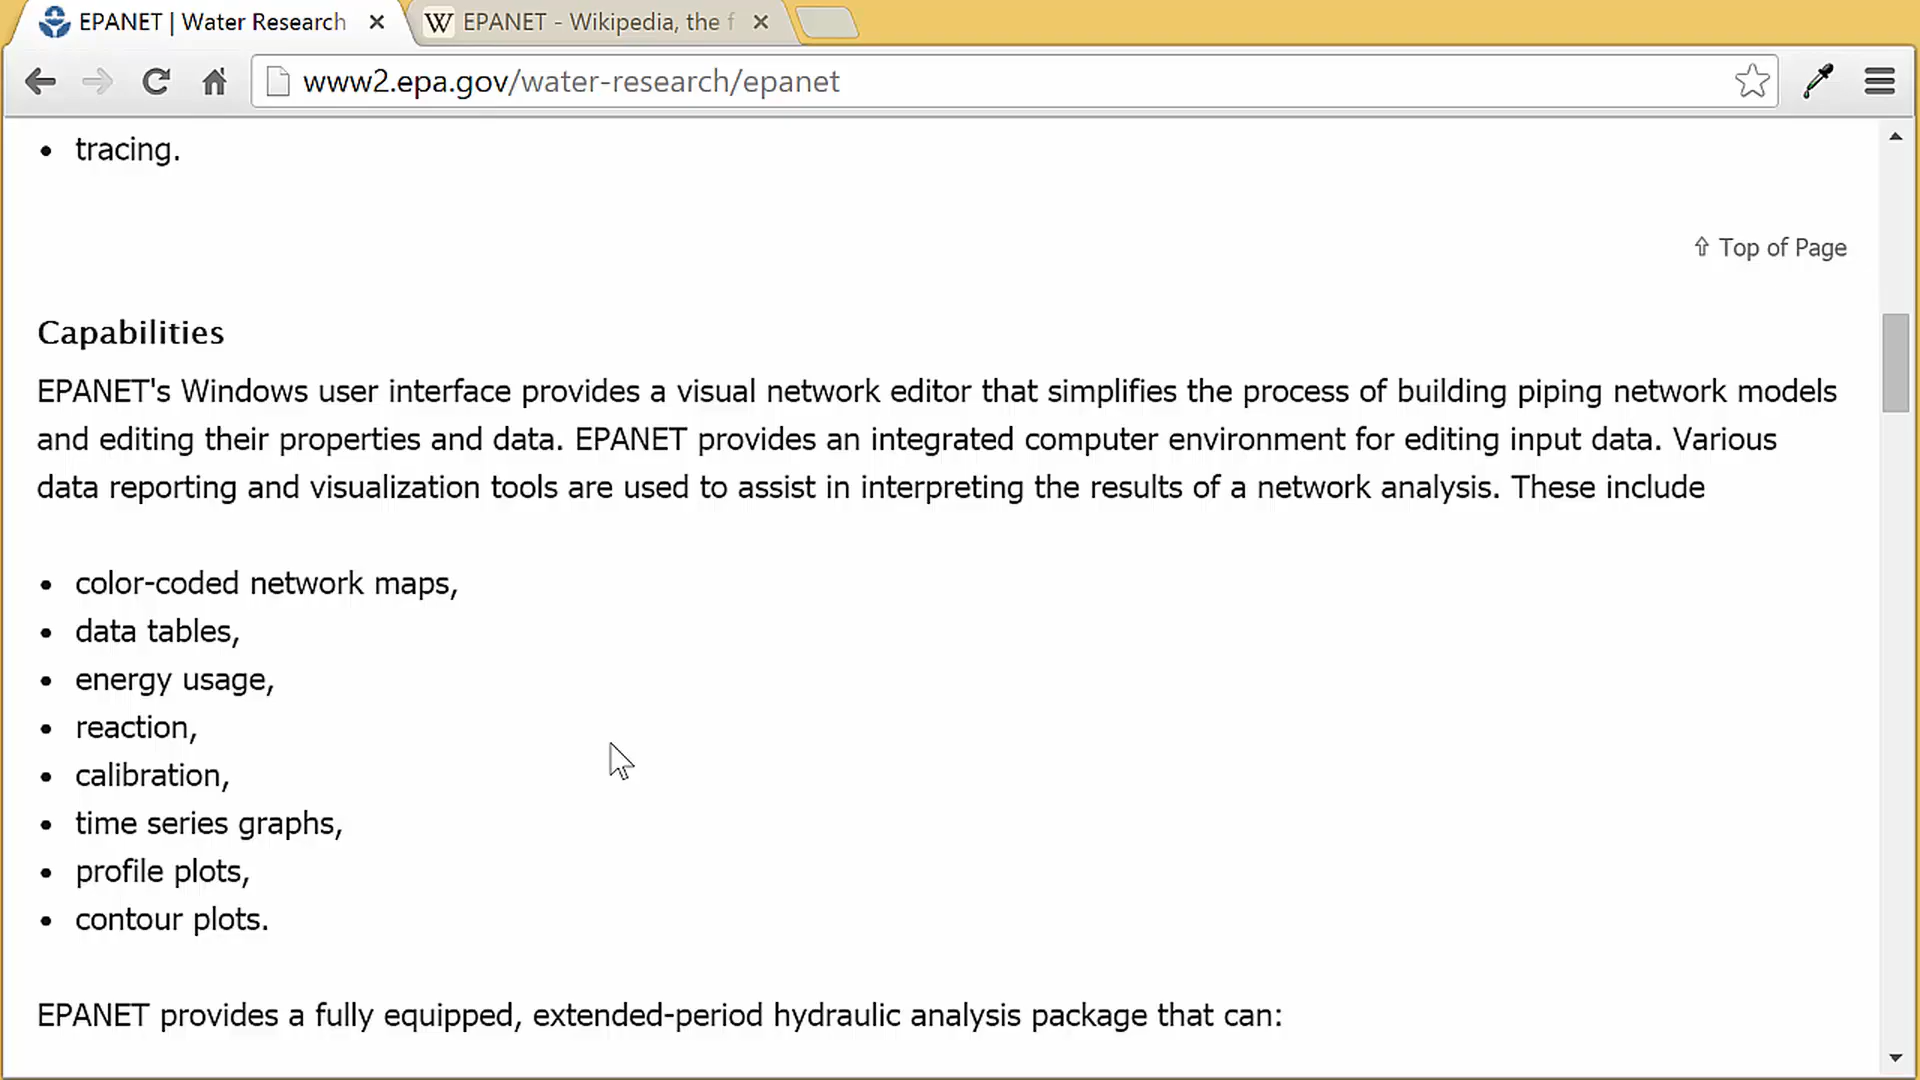 EPANET | Water Research
EPANET - Wikipedia, the f
www2.epa.gov/water-research/epanet
• tracing.
⇧ Top of Page
Capabilities
EPANET's Windows user interface provides a visual network editor that simplifies the process of building piping network models
and editing their properties and data. EPANET provides an integrated computer environment for editing input data. Various
data reporting and visualization tools are used to assist in interpreting the results of a network analysis. These include
• color-coded network maps,
• data tables,
• energy usage,
• reaction,
• calibration,
• time series graphs,
• profile plots,
• contour plots.
EPANET provides a fully equipped, extended-period hydraulic analysis package that can: